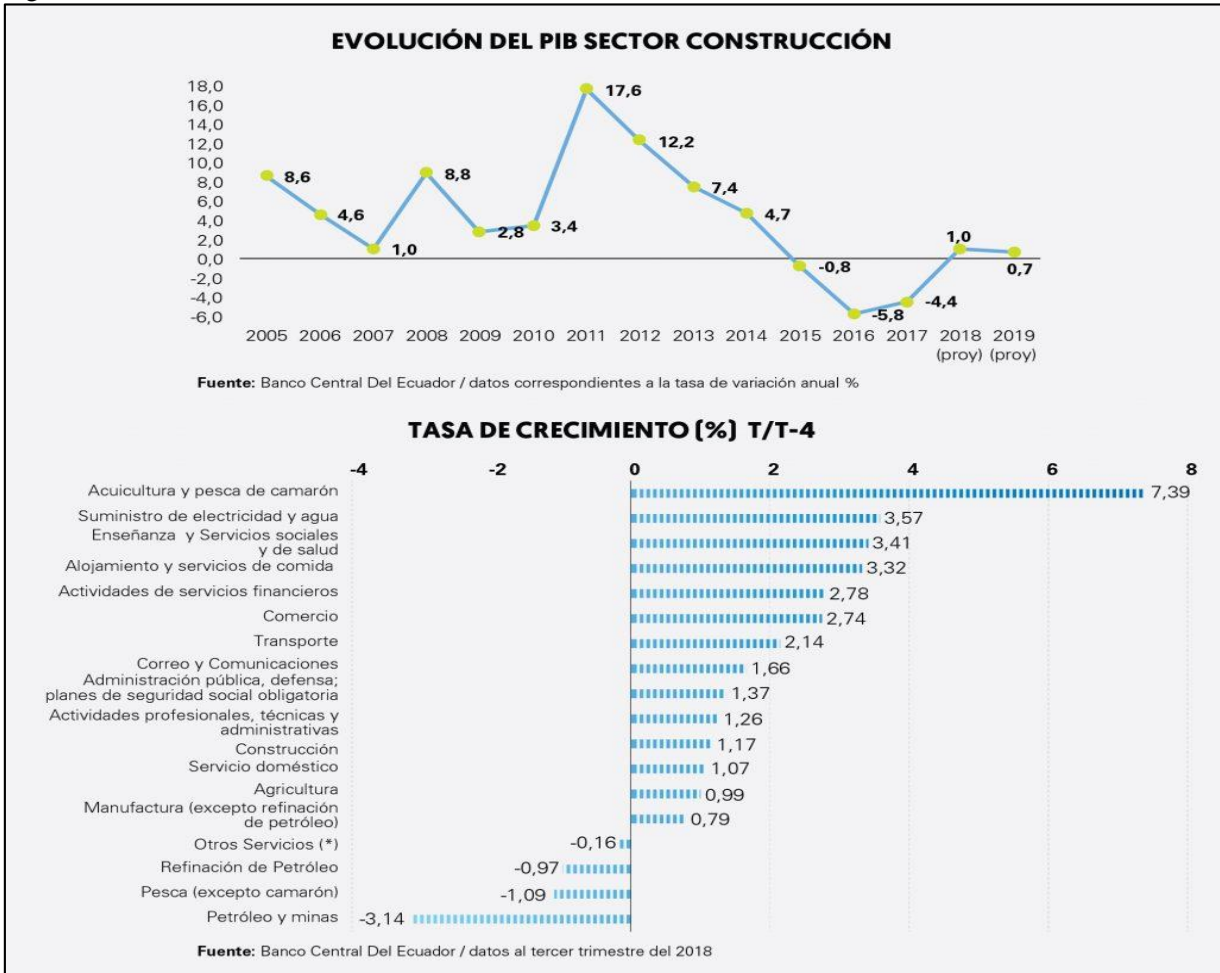 EVOLUCIÓN DEL PIB SECTOR CONSTRUCCIÓN
18,0
16,0
14,0
12,0
10,0
8,0
6,0
4,0
2,0
0,0
-2,0
-4,0
-6,0
8,6
4,6
1,0
8,8
2,8
3,4
17,6
12,2
7,4
4,7
-0,8
-5,8
-4,4
1,0
0,7
2005 2006 2007 2008 2009 2010 2011 2012 2013 2014 2015 2016 2017 2018 2019
(proy) (proy)
Fuente: Banco Central Del Ecuador / datos correspondientes a la tasa de variación anual %
TASA DE CRECIMIENTO (%) T/T-4
-4 -2 0 2 4 6 8
Acuicultura y pesca de camarón 7,39
Suministro de electricidad y agua 3,57
Enseñanza y Servicios sociales
y de salud 3,41
Alojamiento y servicios de comida 3,32
Actividades de servicios financieros 2,78
Comercio 2,74
Transporte 2,14
Correo y Comunicaciones 1,66
Administración pública, defensa;
planes de seguridad social obligatoria 1,37
Actividades profesionales, técnicas y 1,26
administrativas
Construcción 1,17
Servicio doméstico 1,07
Agricultura 0,99
Manufactura (excepto refinación
de petróleo) 0,79
Otros Servicios (*) -0,16
Refinación de Petróleo -0,97
Pesca (excepto camarón) -1,09
Petróleo y minas -3,14
Fuente: Banco Central Del Ecuador / datos al tercer trimestre del 2018